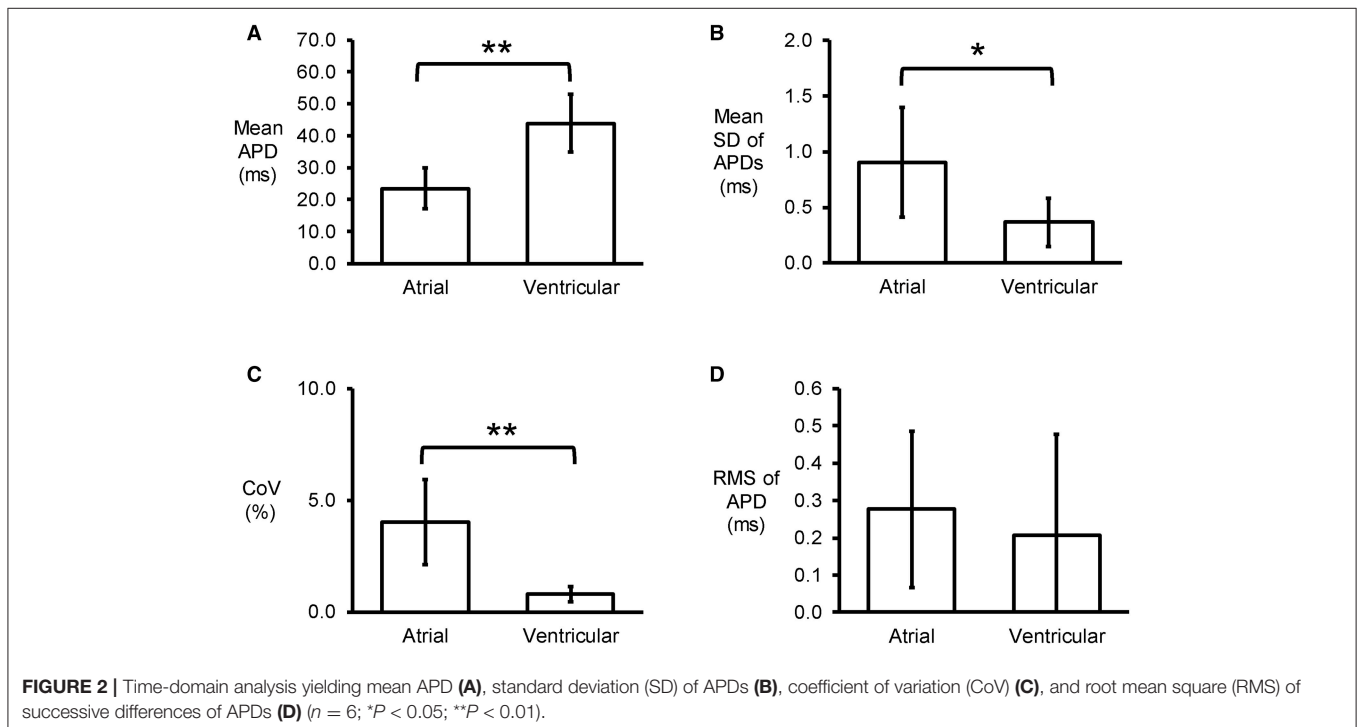 A
70.0
60.0
50.0
40.0
30.0
20.0
10.0
0.0
Mean
APD
(ms)
**
Atrial Ventricular
B
2.0
1.5
1.0
0.5
0.0
Mean
SD of
APDs
(ms)
*
Atrial Ventricular
C
10.0
5.0
0.0
CoV
(%)
**
Atrial Ventricular
D
0.6
0.5
0.4
0.3
0.2
0.1
0.0
RMS of
APD
(ms)
Atrial Ventricular
FIGURE 2 | Time-domain analysis yielding mean APD (A), standard deviation (SD) of APDs (B), coefficient of variation (CoV) (C), and root mean square (RMS) of
successive differences of APDs (D) (n = 6; *P < 0.05; **P < 0.01).